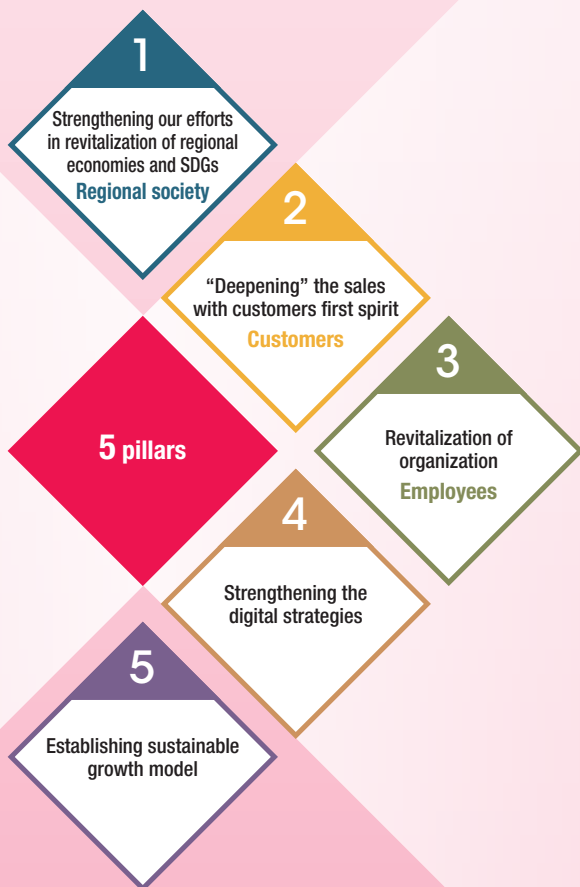 1
Strengthening our efforts
in revitalization of regional
economies and SDGs
Regional society
2
“Deepening” the sales
with customers first spirit
Customers
3
Revitalization of
organization
Employees
5 pillars
4
Strengthening the
digital strategies
5
Establishing sustainable
growth model